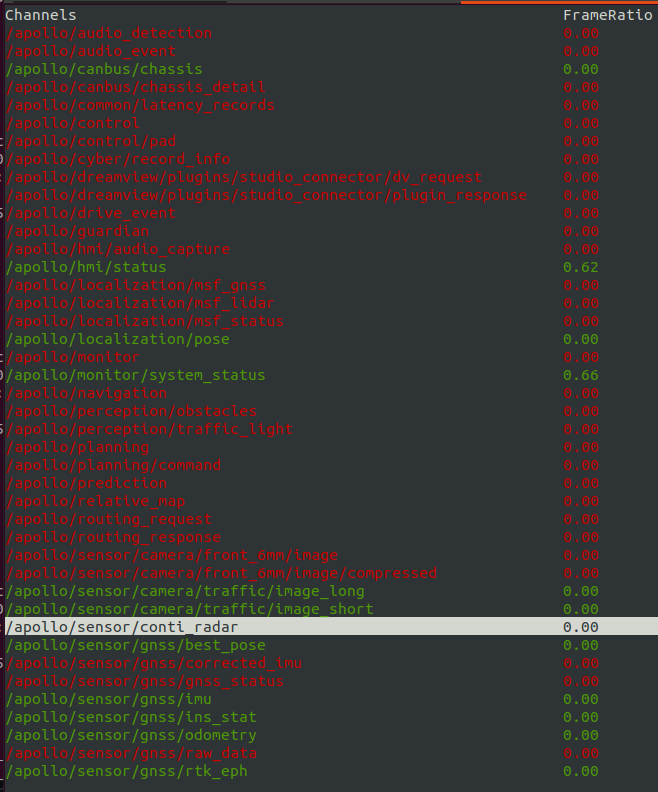 Channels FrameRatio
/apollo/audio_detection 0.00
/apollo/audio_event 0.00
/apollo/canbus/chassis 0.00
/apollo/canbus/chassis_detail 0.00
/apollo/common/latency_records 0.00
/apollo/control 0.00
/apollo/control/pad 0.00
/apollo/cyber/record_info 0.00
/apollo/dreamview/plugins/studio_connector/dv_request 0.00
/apollo/dreamview/plugins/studio_connector/plugin_response 0.00
/apollo/drive_event 0.00
/apollo/guardian 0.00
/apollo/hmi/audio_capture 0.00
/apollo/hmi/status 0.62
/apollo/localization/msf_gnss 0.00
/apollo/localization/msf_lidar 0.00
/apollo/localization/msf_status 0.00
/apollo/localization/pose 0.00
/apollo/monitor 0.00
/apollo/monitor/system_status 0.66
/apollo/navigation 0.00
/apollo/perception/obstacles 0.00
/apollo/perception/traffic_light 0.00
/apollo/planning 0.00
/apollo/planning/command 0.00
/apollo/prediction 0.00
/apollo/relative_map 0.00
/apollo/routing_request 0.00
/apollo/routing_response 0.00
/apollo/sensor/camera/front_6mm/image 0.00
/apollo/sensor/camera/front_6mm/image/compressed 0.00
/apollo/sensor/camera/traffic/image_long 0.00
/apollo/sensor/camera/traffic/image_short 0.00
/apollo/sensor/conti_radar 0.00
/apollo/sensor/gnss/best_pose 0.00
/apollo/sensor/gnss/corrected_imu 0.00
/apollo/sensor/gnss/gnss_status 0.00
/apollo/sensor/gnss/imu 0.00
/apollo/sensor/gnss/ins_stat 0.00
/apollo/sensor/gnss/odometry 0.00
/apollo/sensor/gnss/raw_data 0.00
/apollo/sensor/gnss/rtk_eph 0.00